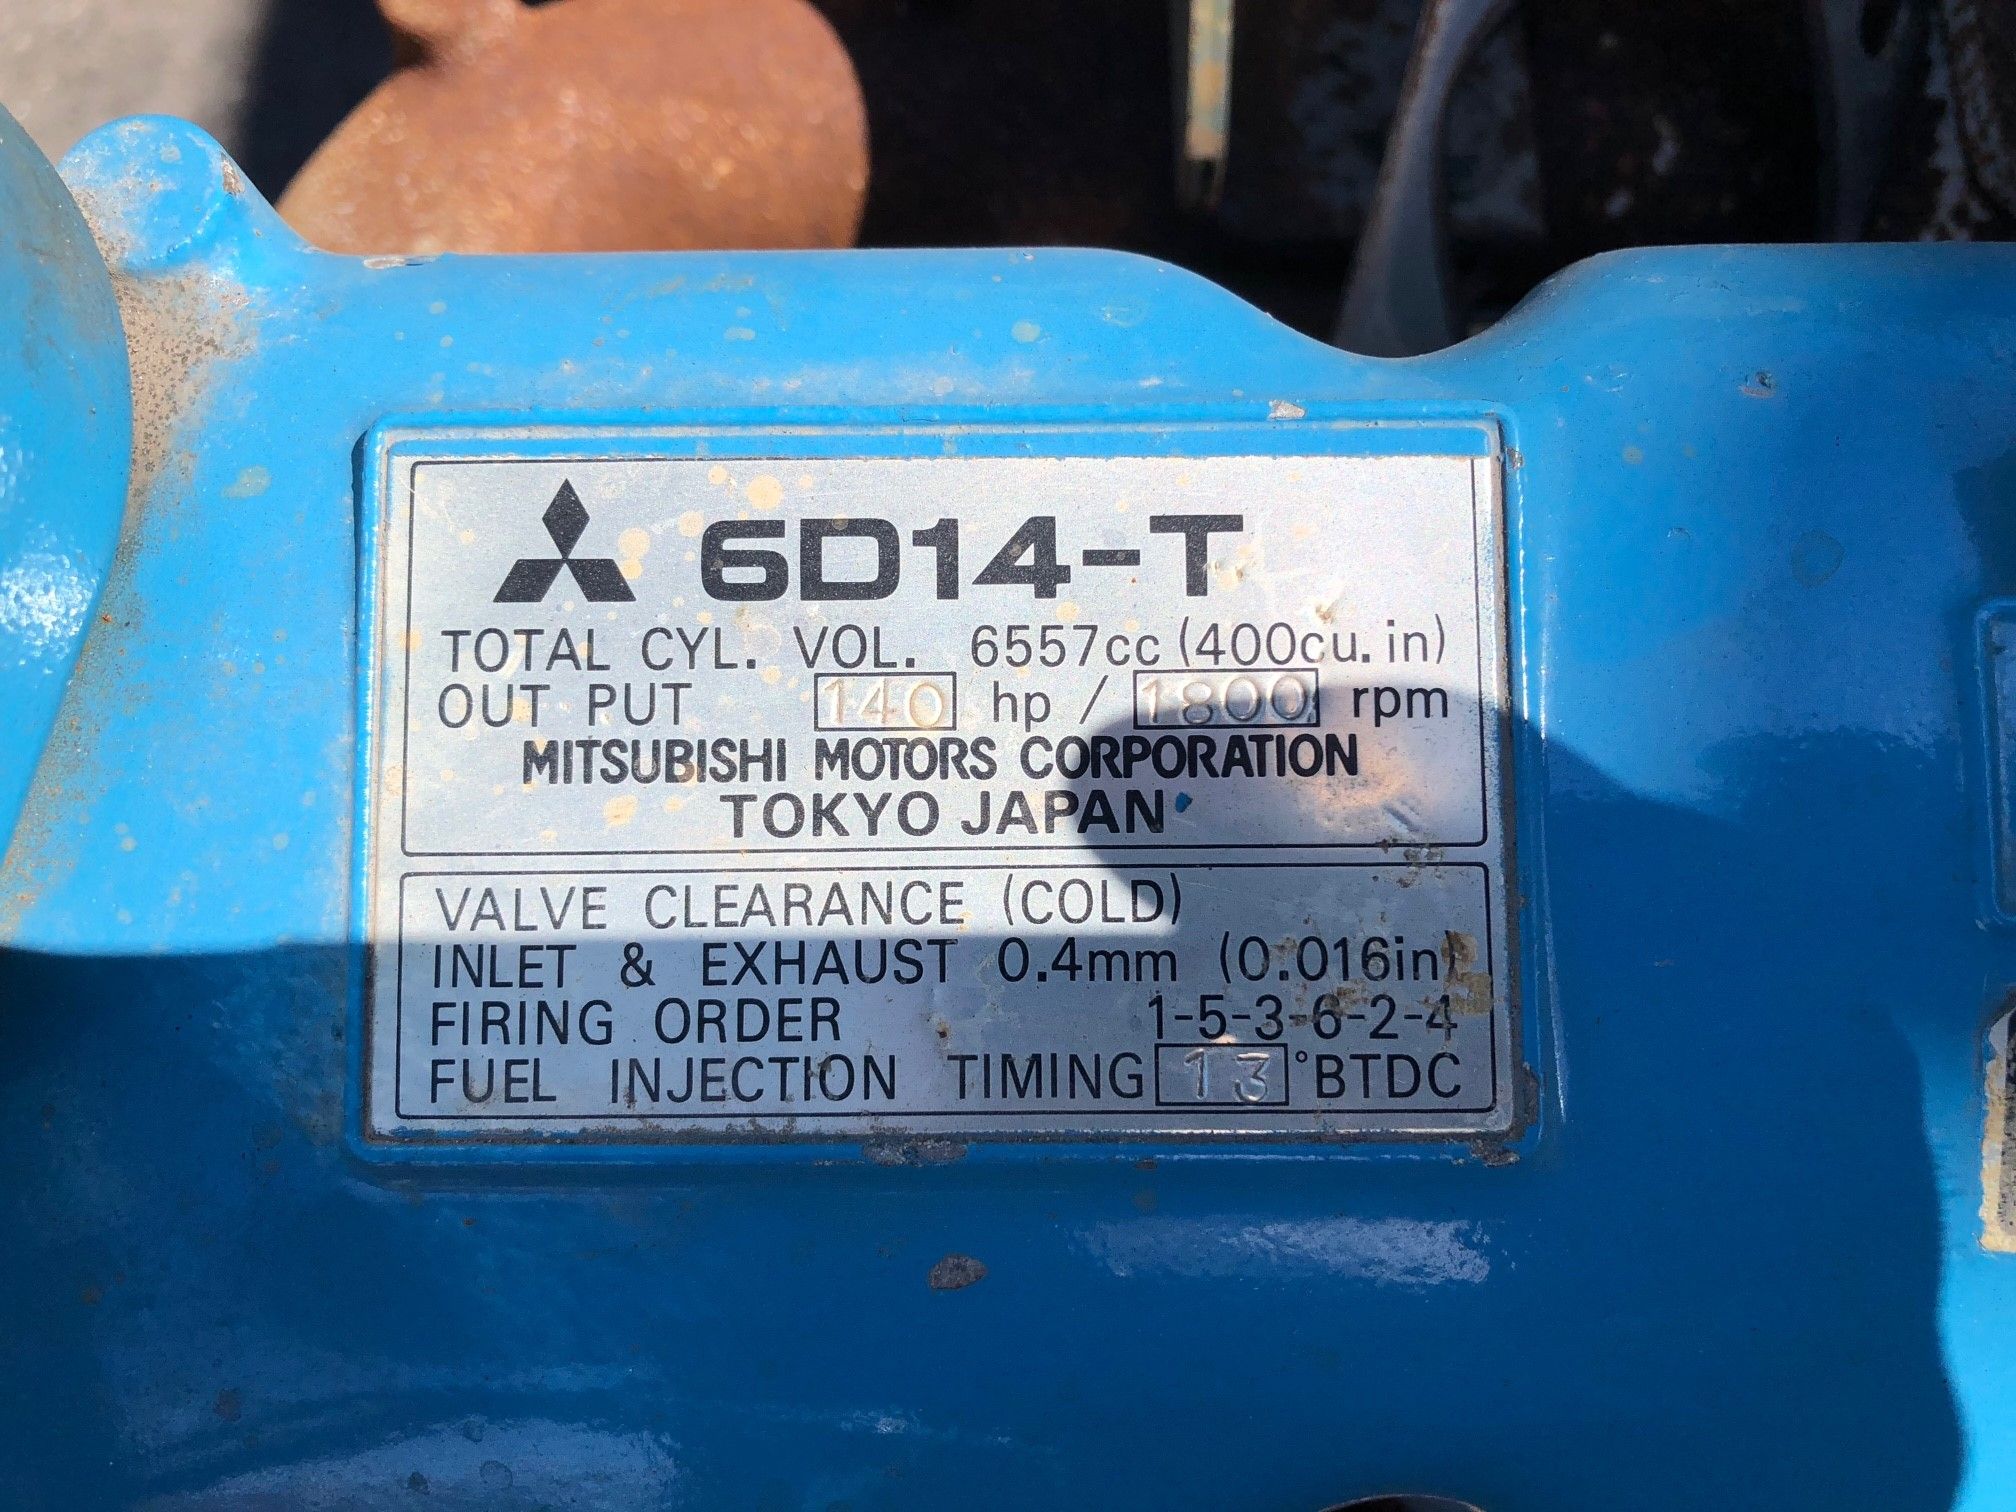 6D14-T
TOTAL CYL. VOL. 6557cc (400cu. in)
OUT PUT 140 hp / 1800 rpm
MITSUBISHI MOTORS CORPORATION
TOKYO JAPAN
VALVE CLEARANCE (COLD)
INLET & EXHAUST 0.4mm (0.016in)
FIRING ORDER 1-5-3-6-2-4
FUEL INJECTION TIMING 13 °BTDC